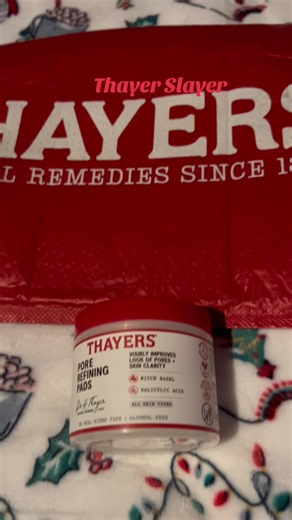 Thayer Slayer
HAYERS
L REMEDIES SINCE 18
THAYERS
PORE
REFINING
PADS
VISIBLY IMPROVES
LOOK OF PORES +
SKIN CLARITY
WITCH HAZEL
SALICYLIC ACID
ALL SKIN TYPES
ALCOHOL FREE